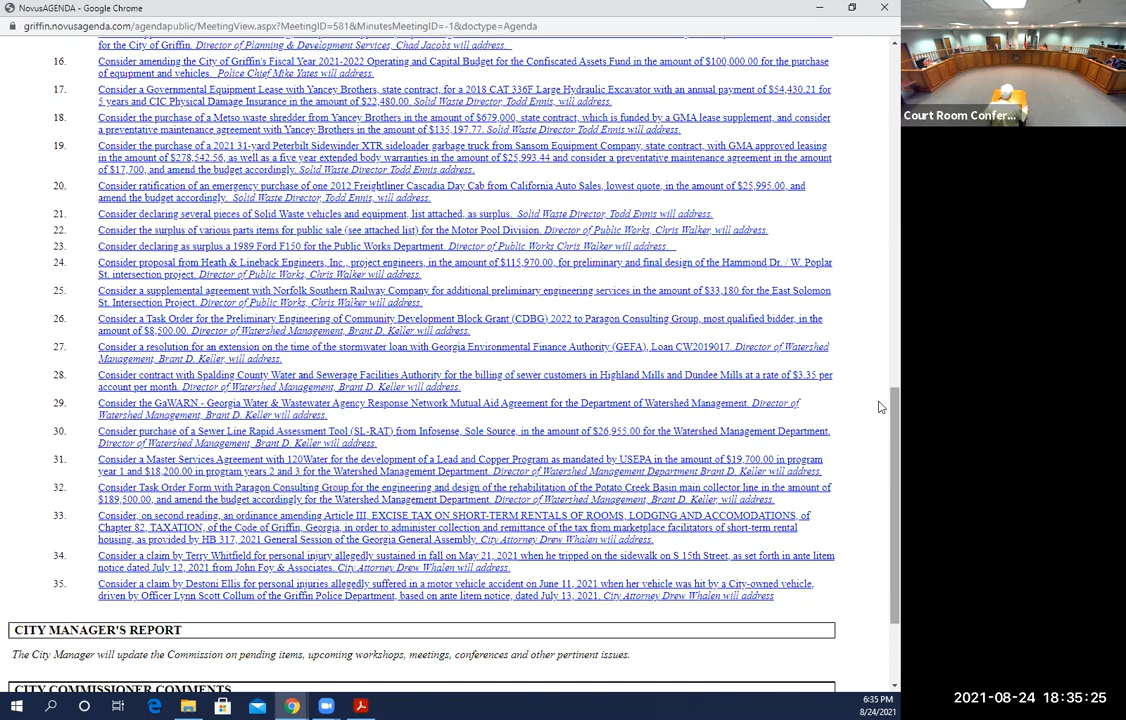 NovusAGENDA - Google Chrome
griffin.novusagenda.com/agendapublic/MeetingView.aspx?MeetingID=581&MinutesMeetingID=-1&doctype=Agenda
for the City of Griffin. Director of Planning & Development Services, Chad Jacobs will address.
16. Consider amending the City of Griffin's Fiscal Year 2021-2022 Operating and Capital Budget for the Confiscated Assets Fund in the amount of $100,000.00 for the purchase
of equipment and vehicles. Police Chief Mike Yates will address.
17. Consider a Governmental Equipment Lease with Yancey Brothers, state contract, for a 2018 CAT 336F Large Hydraulic Excavator with an annual payment of $54,430.21 for
5 years and CIC Physical Damage Insurance in the amount of $22,480.00. Solid Waste Director, Todd Ennis, will address.
18. Consider the purchase of a Metso waste shredder from Yancey Brothers in the amount of $679,000, state contract, which is funded by a GMA lease supplement, and consider
a preventative maintenance agreement with Yancey Brothers in the amount of $135,197.77. Solid Waste Director Todd Ennis will address.
19. Consider the purchase of a 2021 31-yard Peterbilt Sidewinder XTR sideloader garbage truck from Sansom Equipment Company, state contract, with GMA approved leasing
in the amount of $278,542.56, as well as a five year extended body warranties in the amount of $25,993.44 and consider a preventative maintenance agreement in the amount
of $17,700, and amend the budget accordingly. Solid Waste Director Todd Ennis address.
20. Consider ratification of an emergency purchase of one 2012 Freightliner Cascadia Day Cab from California Auto Sales, lowest quote, in the amount of $25,995.00, and
amend the budget accordingly. Solid Waste Director, Todd Ennis, will address.
21. Consider declaring several pieces of Solid Waste vehicles and equipment, list attached, as surplus. Solid Waste Director, Todd Ennis will address.
22. Consider the surplus of various parts items for public sale (see attached list) for the Motor Pool Division. Director of Public Works, Chris Walker, will address.
23. Consider declaring as surplus a 1989 Ford F150 for the Public Works Department. Director of Public Works Chris Walker will address.
24. Consider proposal from Heath & Lineback Engineers, Inc., project engineers, in the amount of $115,970.00, for preliminary and final design of the Hammond Dr. / W. Poplar
St. intersection project. Director of Public Works, Chris Walker will address.
25. Consider a supplemental agreement with Norfolk Southern Railway Company for additional preliminary engineering services in the amount of $33,180 for the East Solomon
St. Intersection Project. Director of Public Works, Chris Walker will address.
26. Consider a Task Order for the Preliminary Engineering of Community Development Block Grant (CDBG) 2022 to Paragon Consulting Group, most qualified bidder, in the
amount of $8,500.00. Director of Watershed Management, Brant D. Keller will address.
27. Consider a resolution for an extension on the time of the stormwater loan with Georgia Environmental Finance Authority (GEFA), Loan CW2019017. Director of Watershed
Management, Brant D. Keller, will address.
28. Consider contract with Spalding County Water and Sewerage Facilities Authority for the billing of sewer customers in Highland Mills and Dundee Mills at a rate of $3.35 per
account per month. Director of Watershed Management, Brant D. Keller will address.
29. Consider the GaWARN - Georgia Water & Wastewater Agency Response Network Mutual Aid Agreement for the Department of Watershed Management. Director of
Watershed Management, Brant D. Keller will address.
30. Consider purchase of a Sewer Line Rapid Assessment Tool (SL-RAT) from Infosense, Sole Source, in the amount of $26,955.00 for the Watershed Management Department.
Director of Watershed Management, Brant D. Keller will address.
31. Consider a Master Services Agreement with 120Water for the development of a Lead and Copper Program as mandated by USEPA in the amount of $19,700.00 in program
year 1 and $18,200.00 in program years 2 and 3 for the Watershed Management Department. Director of Watershed Management Department Brant D. Keller will address.
32. Consider Task Order Form with Paragon Consulting Group for the engineering and design of the rehabilitation of the Potato Creek Basin main collector line in the amount of
$189,500.00, and amend the budget accordingly for the Watershed Management Department. Director of Watershed Management, Brant D. Keller, will address.
33. Consider, on second reading, an ordinance amending Article III, EXCISE TAX ON SHORT-TERM RENTALS OF ROOMS, LODGING AND ACCOMODATIONS, of
Chapter 82, TAXATION, of the Code of Griffin, Georgia, in order to administer collection and remittance of the tax from marketplace facilitators of short-term rental
housing, as provided by HB 317, 2021 General Session of the Georgia General Assembly. City Attorney Drew Whalen will address.
34. Consider a claim by Terry Whitfield for personal injury allegedly sustained in fall on May 21, 2021 when he tripped on the sidewalk on S 15th Street, as set forth in ante litem
notice dated July 12, 2021 from John Foy & Associates. City Attorney Drew Whalen will address.
35. Consider a claim by Destoni Ellis for personal injuries allegedly suffered in a motor vehicle accident on June 11, 2021 when her vehicle was hit by a City-owned vehicle,
driven by Officer Lynn Scott Collum of the Griffin Police Department, based on ante litem notice, dated July 13, 2021. City Attorney Drew Whalen will address
CITY MANAGER'S REPORT
The City Manager will update the Commission on pending items, upcoming workshops, meetings, conferences and other pertinent issues.
CITY COMMISSIONER COMMENTS
6:35 PM
8/24/2021
Court Room Confer...
2021-08-24 18:35:25